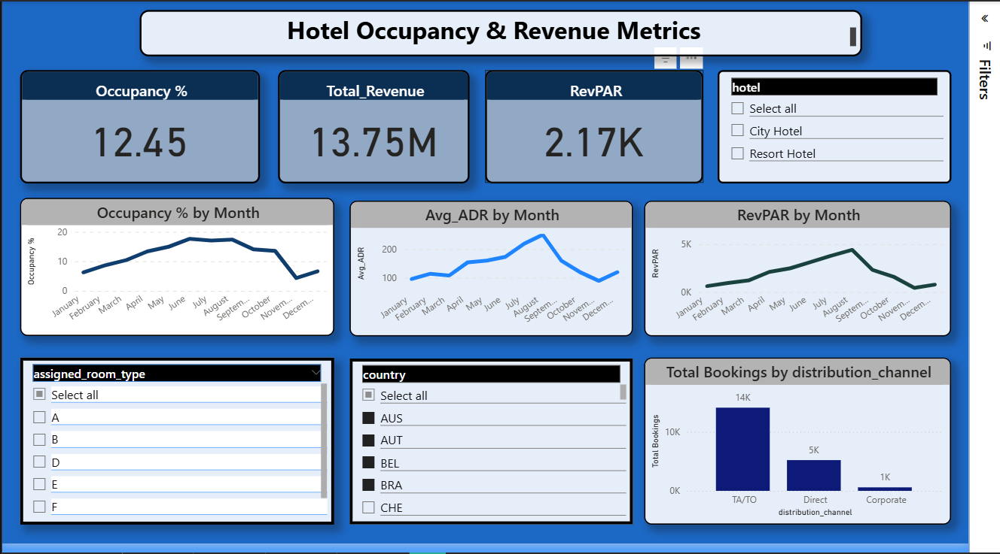 Hotel Occupancy & Revenue Metrics
Filters
Occupancy %
12.45
Total_Revenue
13.75M
RevPAR
2.17K
hotel
Select all
City Hotel
Resort Hotel
Occupancy % by Month
Occupancy %
20
10
0
January
February
March
April
May
June
July
August
Septem...
October
Novem...
Decem...
Avg_ADR by Month
Avg_ADR
200
100
January
February
March
April
May
June
July
August
Septem...
October
Novem...
Decem...
RevPAR by Month
RevPAR
5K
0K
January
February
March
April
May
June
July
August
Septem...
October
Novem...
Decem...
assigned_room_type
Select all
A
B
D
E
F
country
Select all
AUS
AUT
BEL
BRA
CHE
Total Bookings by distribution_channel
Total Bookings
10K
0K
14K
5K
1K
TA/TO
Direct
Corporate
distribution_channel